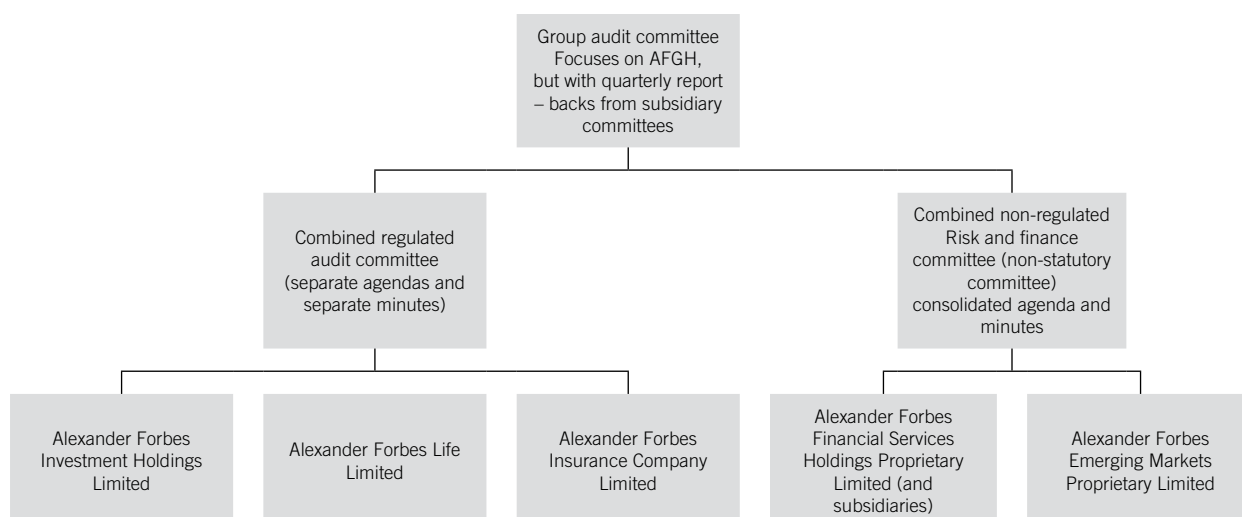 Group audit committee
Focuses on AFGH,
but with quarterly report
– backs from subsidiary
committees
Combined regulated
audit committee
(separate agendas and
separate minutes)
Combined non-regulated
Risk and finance
committee (non-statutory
committee)
consolidated agenda and
minutes
Alexander Forbes
Investment Holdings
Limited
Alexander Forbes Life
Limited
Alexander Forbes
Insurance Company
Limited
Alexander Forbes
Financial Services
Holdings Proprietary
Limited (and
subsidiaries)
Alexander Forbes
Emerging Markets
Proprietary Limited